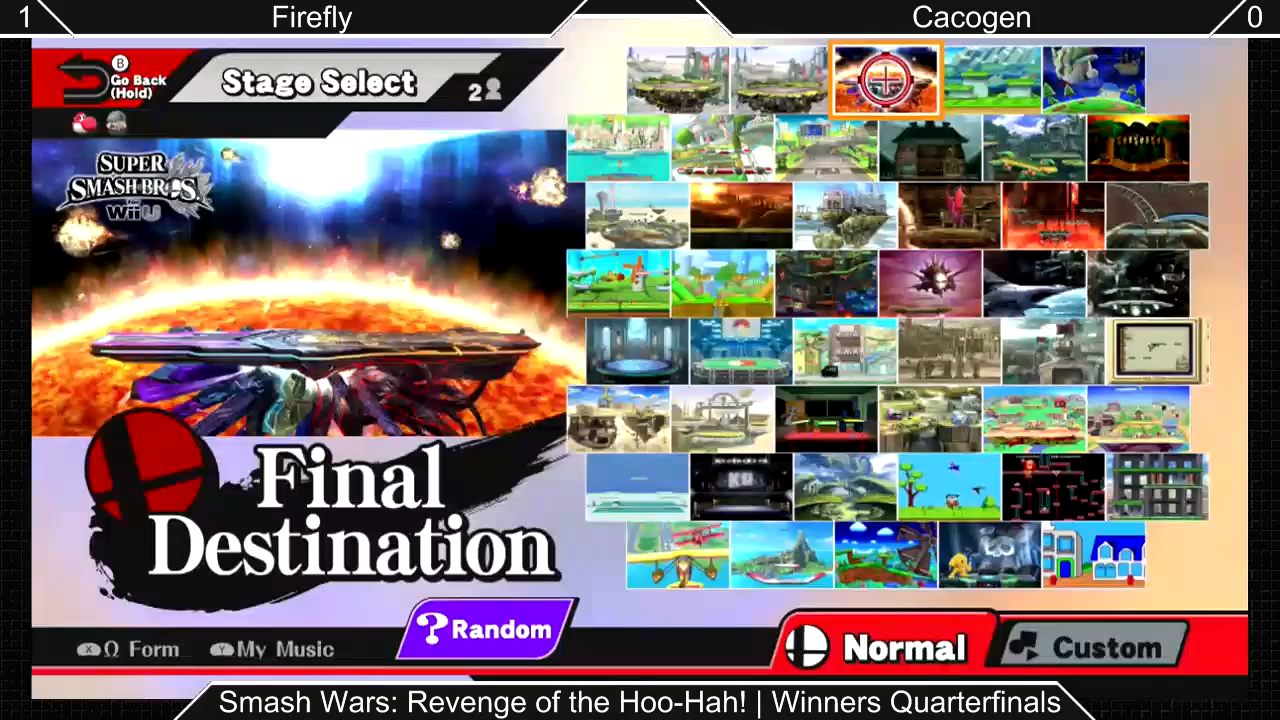 1 Firefly Cacogen 0
B
Go Back
(Hold)
Stage Select
2
SUPER
SMASH BROS.
FOR
Wii U
Final
Destination
? Random
X Ω Form Y My Music
Normal
Custom
Smash Wars: Revenge of the Hoo-Hah! | Winners Quarterfinals